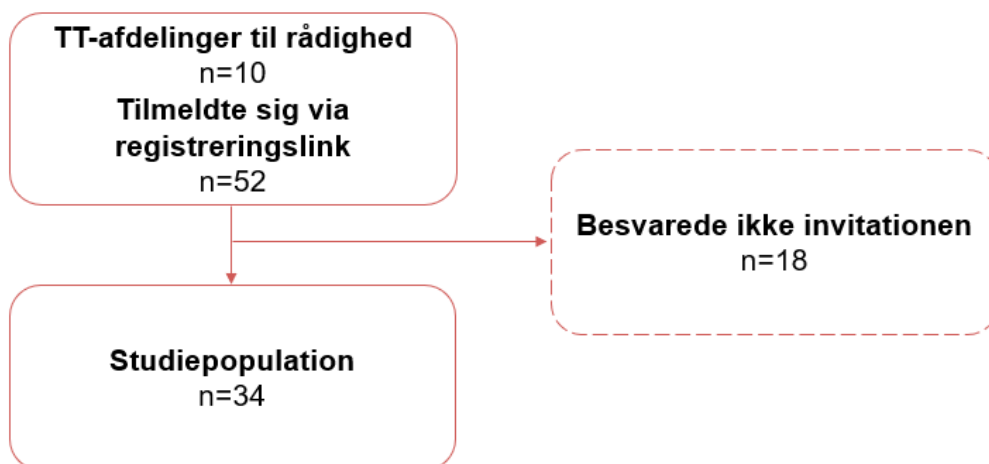 TT-afdelinger til rådighed
n=10
Tilmeldte sig via
registreringslink
n=52
Besvarede ikke invitationen
n=18
Studiepopulation
n=34